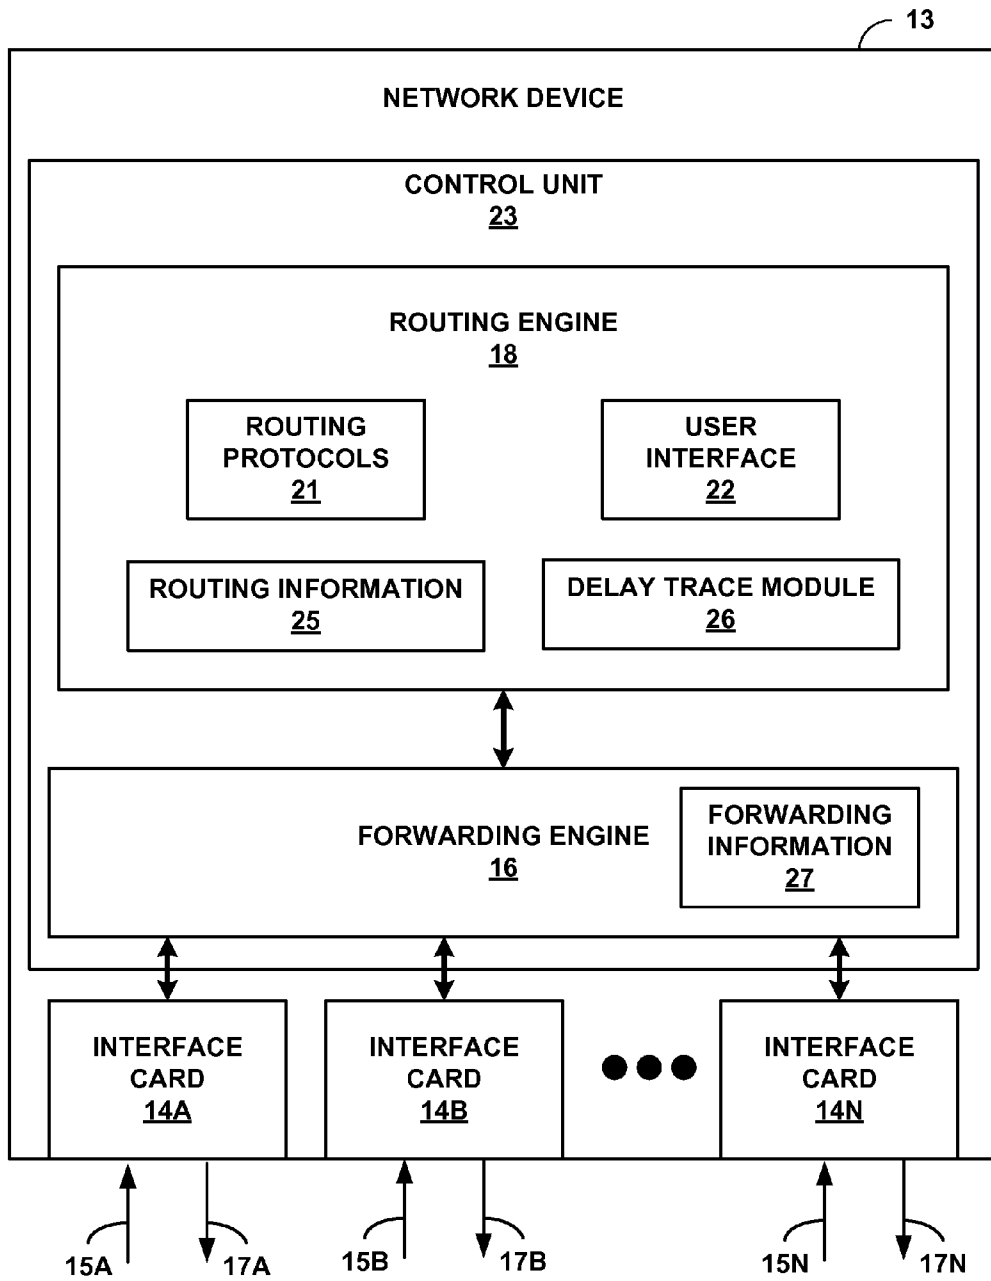 13
NETWORK DEVICE
CONTROL UNIT
23
ROUTING ENGINE
18
ROUTING
PROTOCOLS
21
USER
INTERFACE
22
ROUTING INFORMATION
25
DELAY TRACE MODULE
26
FORWARDING ENGINE
16
FORWARDING
INFORMATION
27
INTERFACE
CARD
14A
INTERFACE
CARD
14B
INTERFACE
CARD
14N
15A
17A
15B
17B
15N
17N